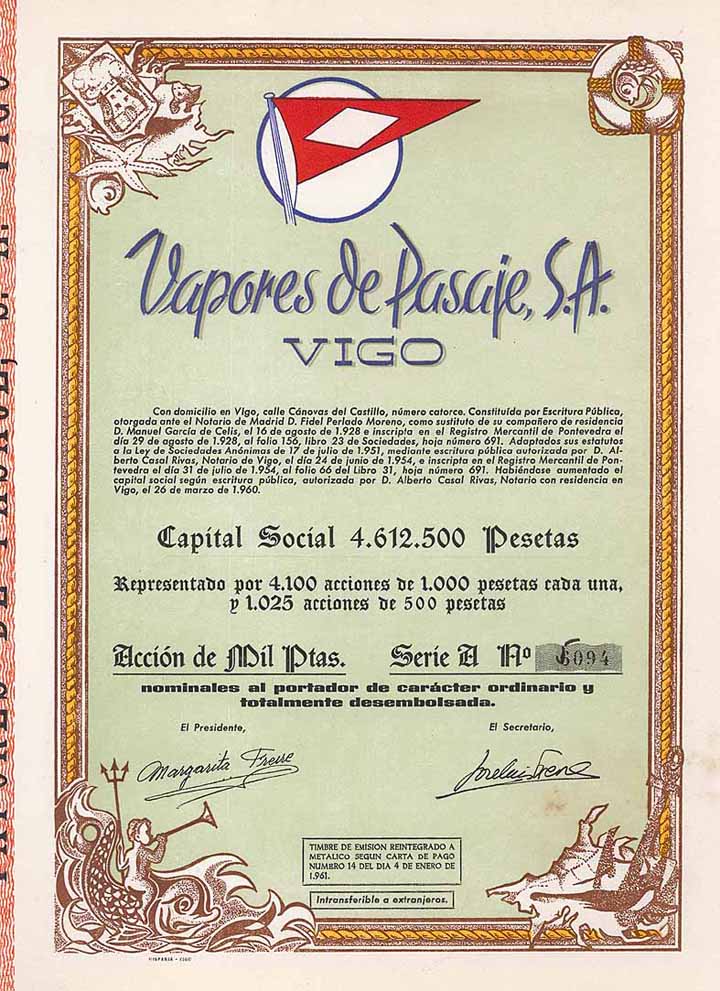 Vapores de Pasaje, S.A.
VIGO
Con domicilio en Vigo, calle Cánovas del Castillo, número catorce. Constituída por Escritura Pública,
otorgada ante el Notario de Madrid D. Fidel Perlado Moreno, como sustituto de su compañero de residencia
D. Manuel García de Celis, el 16 de agosto de 1.928 e inscripta en el Registro Mercantil de Pontevedra el
día 29 de agosto de 1.928, al folio 156, libro 23 de Sociedades, hoja número 691. Adaptados sus estatutos
a la Ley de Sociedades Anónimas de 17 de julio de 1.951, mediante escritura pública autorizada por D. Al-
berto Casal Rivas, Notario de Vigo, el día 24 de junio de 1.954, e inscripta en el Registro Mercantil de Pon-
tevedra el día 31 de julio de 1.954, al folio 66 del Libro 31, hoja número 691. Habiéndose aumentado el
capital social según escritura pública, autorizada por D. Alberto Casal Rivas, Notario con residencia en
Vigo, el 26 de marzo de 1.960.
Capital Social 4.612.500 Pesetas
Representado por 4.100 acciones de 1.000 pesetas cada una,
y 1.025 acciones de 500 pesetas
Acción de Mil Ptas. Serie A Nº
nominales al portador de carácter ordinario y
totalmente desembolsada.
El Presidente, El Secretario,
Margarita Freire
TIMBRE DE EMISION REINTEGRADO A
METALICO SEGUN CARTA DE PAGO
NUMERO 14 DEL DIA 4 DE ENERO DE
1.961.
Intransferible a extranjeros.